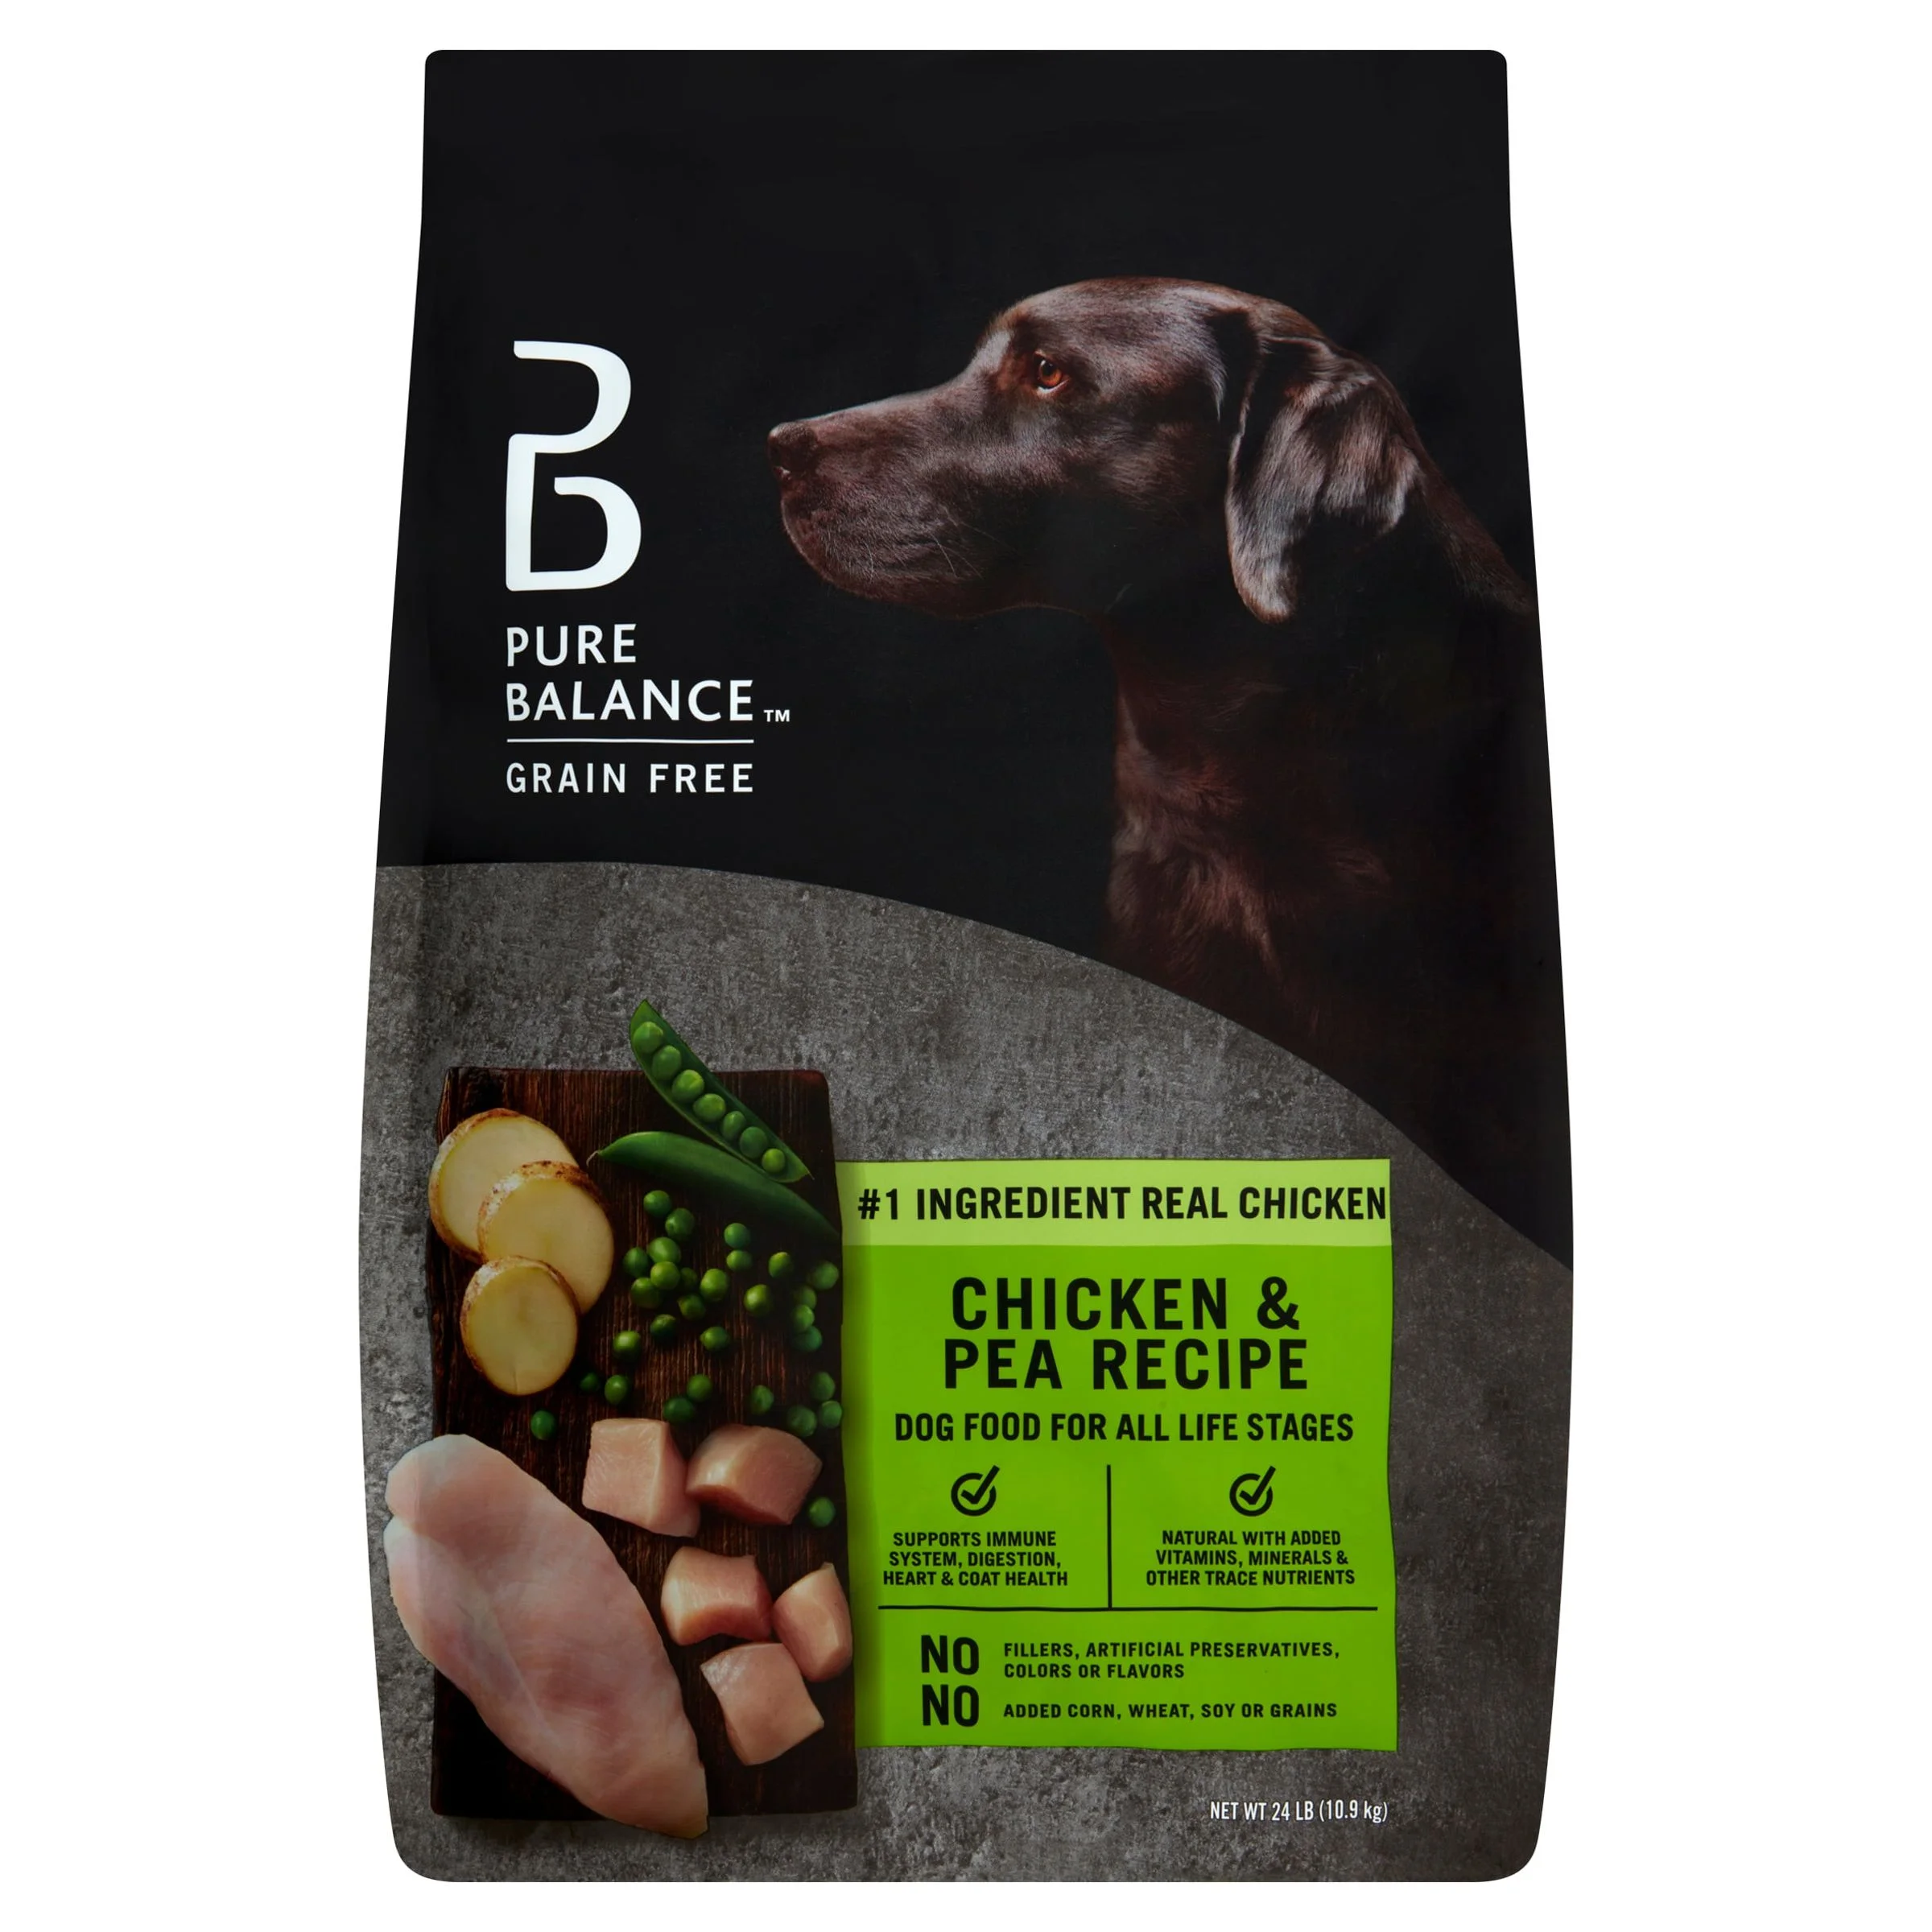 PURE
BALANCE™
GRAIN FREE
#1 INGREDIENT REAL CHICKEN
CHICKEN &
PEA RECIPE
DOG FOOD FOR ALL LIFE STAGES
SUPPORTS IMMUNE
SYSTEM, DIGESTION,
HEART & COAT HEALTH
NATURAL WITH ADDED
VITAMINS, MINERALS &
OTHER TRACE NUTRIENTS
NO FILLERS, ARTIFICIAL PRESERVATIVES,
COLORS OR FLAVORS
NO ADDED CORN, WHEAT, SOY OR GRAINS
NET WT 24 LB (10.9 kg)